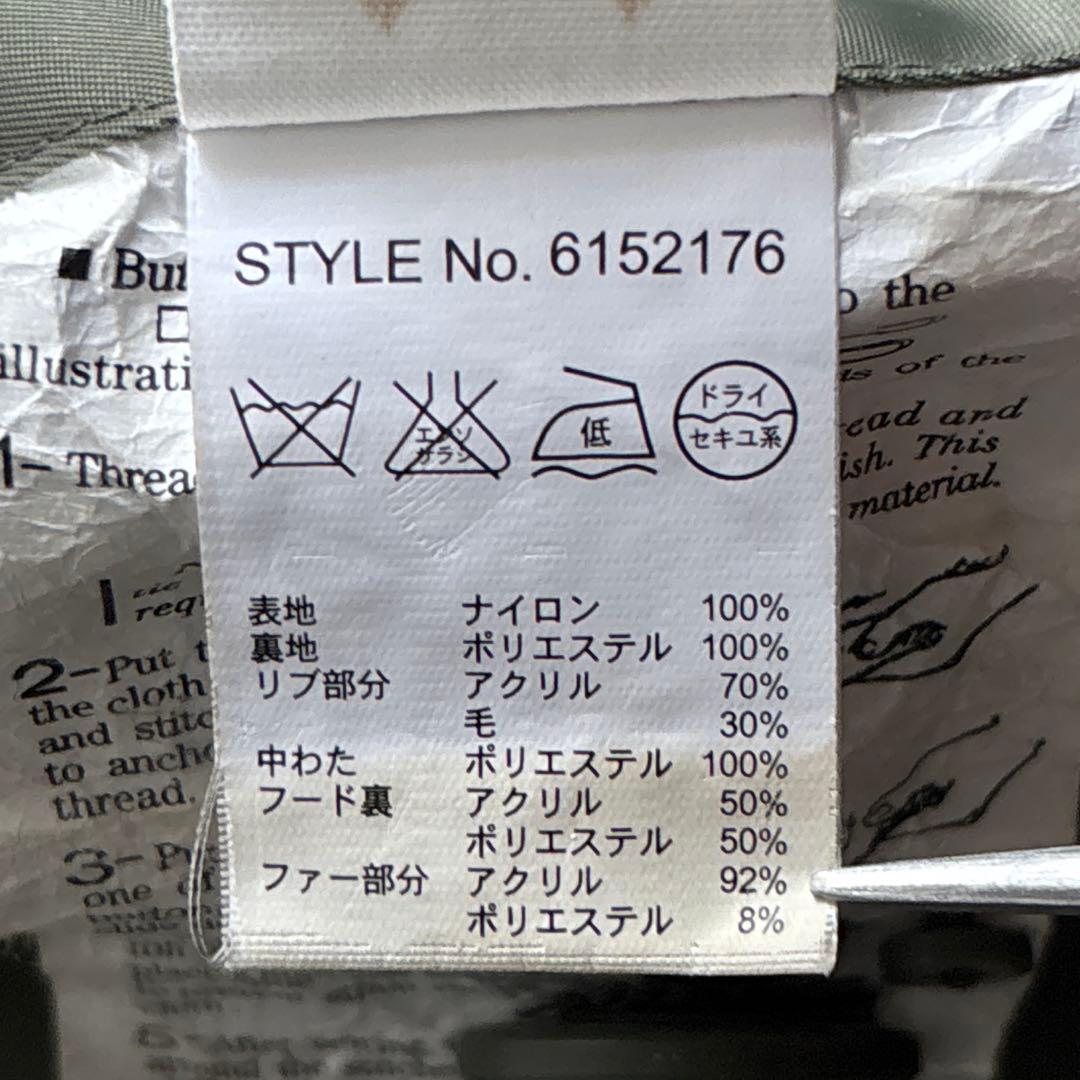 STYLE No. 6152176
エンソ
サラシ
低
ドライ
セキユ系
表地 ナイロン 100%
裏地 ポリエステル 100%
リブ部分 アクリル 70%
毛 30%
中わた ポリエステル 100%
フード裏 アクリル 50%
ポリエステル 50%
ファー部分 アクリル 92%
ポリエステル 8%
■ But
illustrati
1- Threa
req
2-Put t
the cloth
and stitc
to ancho
thread.
3-
one
the
of the
ead and
ish. This
material.